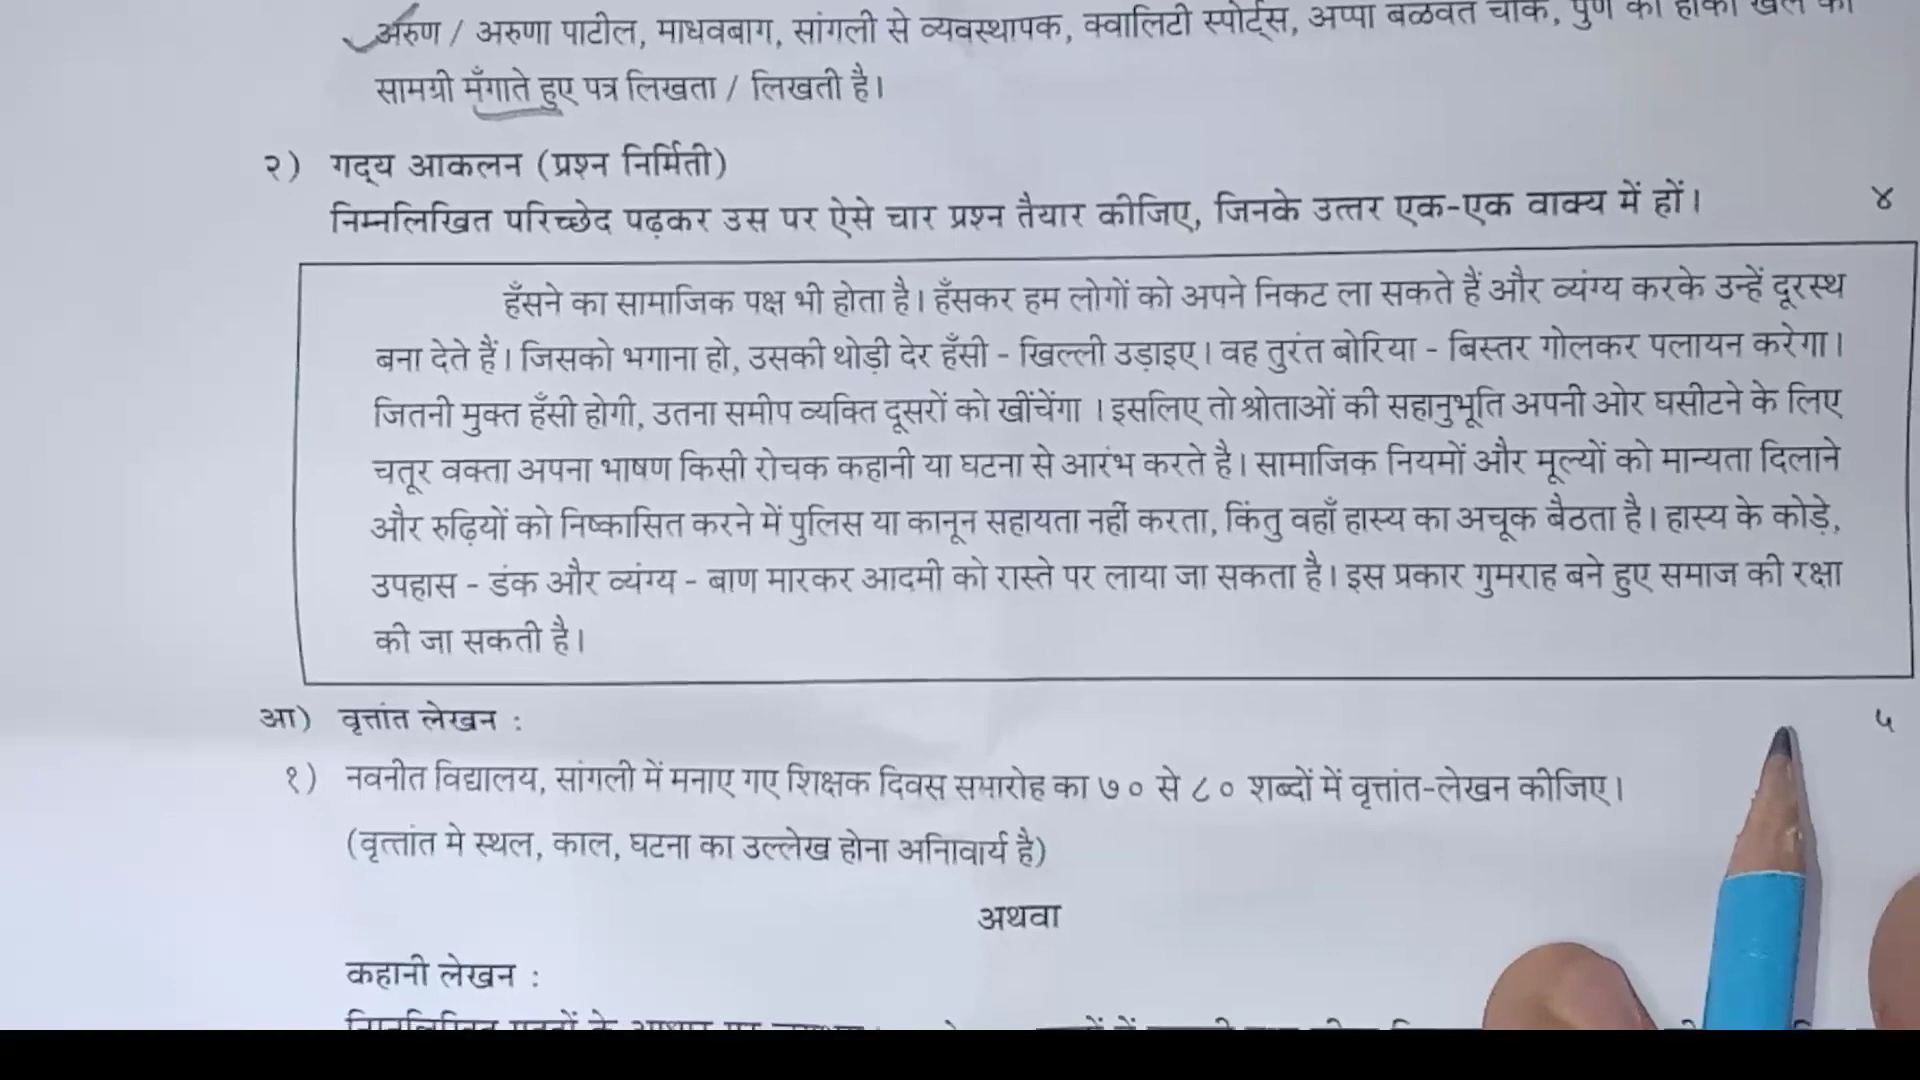 अरुण / अरुणा पाटील, माधवबाग, सांगली से व्यवस्थापक, क्वालिटी स्पोर्ट्स, अप्पा बळवंत चौक, पुणे को हॉकी खेल की
सामग्री मँगाते हुए पत्र लिखता / लिखती है।
२) गद्य आकलन (प्रश्न निर्मिती)
निम्नलिखित परिच्छेद पढ़कर उस पर ऐसे चार प्रश्न तैयार कीजिए, जिनके उत्तर एक-एक वाक्य में हों। ४
हँसने का सामाजिक पक्ष भी होता है। हँसकर हम लोगों को अपने निकट ला सकते हैं और व्यंग्य करके उन्हें दूरस्थ
बना देते हैं। जिसको भगाना हो, उसकी थोड़ी देर हँसी - खिल्ली उड़ाइए। वह तुरंत बोरिया - बिस्तर गोलकर पलायन करेगा।
जितनी मुक्त हँसी होगी, उतना समीप व्यक्ति दूसरों को खींचेंगा । इसलिए तो श्रोताओं की सहानुभूति अपनी ओर घसीटने के लिए
चतूर वक्ता अपना भाषण किसी रोचक कहानी या घटना से आरंभ करते है। सामाजिक नियमों और मूल्यों को मान्यता दिलाने
और रुढ़ियों को निष्कासित करने में पुलिस या कानून सहायता नहीं करता, किंतु वहाँ हास्य का अचूक बैठता है। हास्य के कोड़े,
उपहास - डंक और व्यंग्य - बाण मारकर आदमी को रास्ते पर लाया जा सकता है। इस प्रकार गुमराह बने हुए समाज की रक्षा
की जा सकती है।
आ) वृत्तांत लेखन : ५
१) नवनीत विद्यालय, सांगली में मनाए गए शिक्षक दिवस समारोह का ७० से ८० शब्दों में वृत्तांत-लेखन कीजिए।
(वृत्तांत मे स्थल, काल, घटना का उल्लेख होना अनिावार्य है)
अथवा
कहानी लेखन :